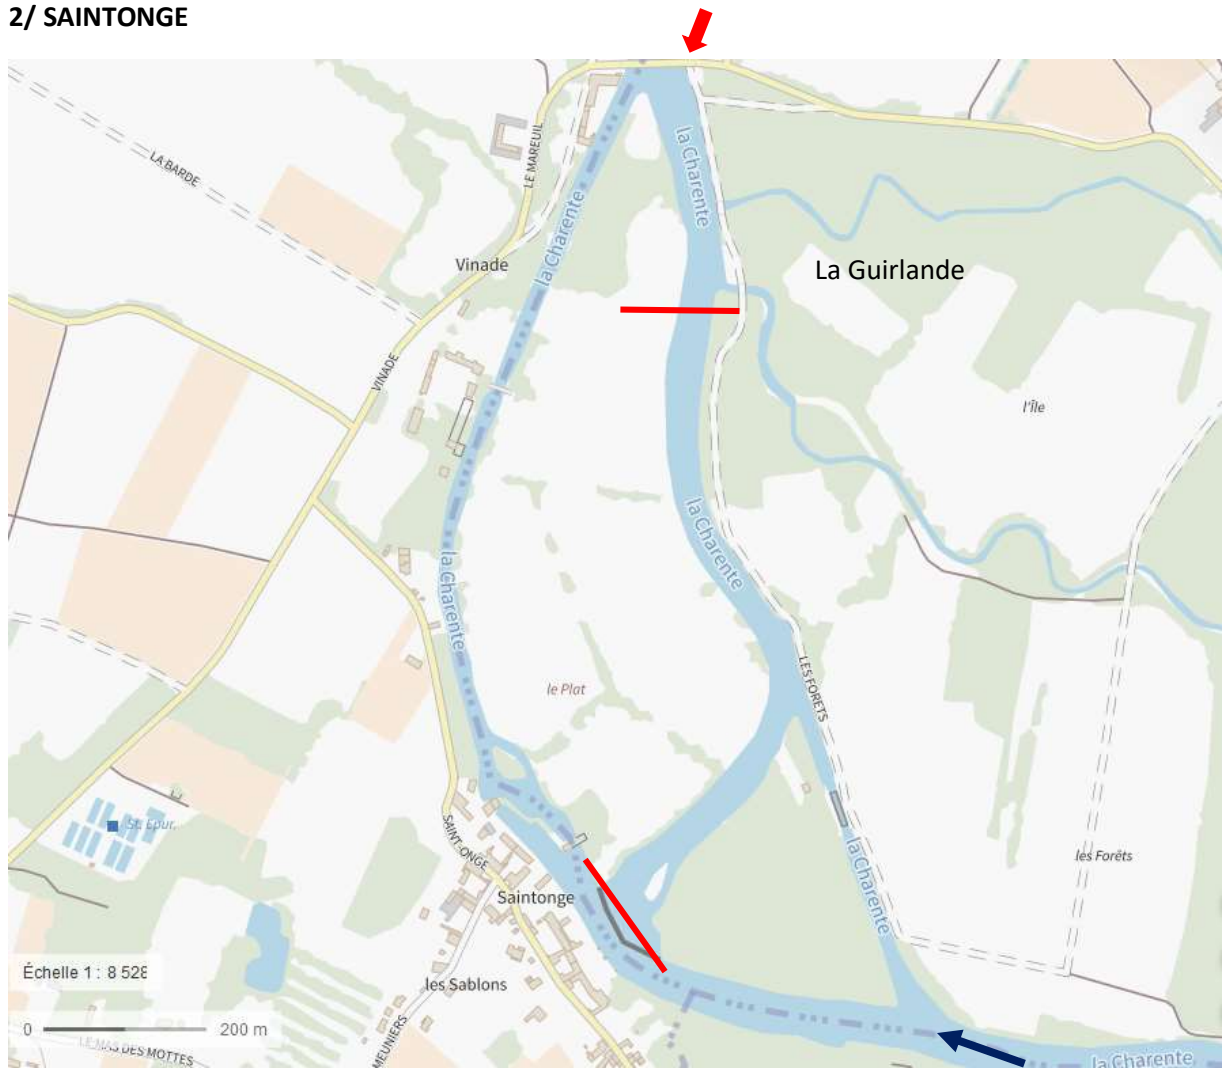 2/ SAINTONGE
LE MAREUIL
LA BARDE
la Charente
la Charente
Vinade
La Guirlande
VINADE
l'Île
la Charente
la Charente
LES FORETS
le Plat
St. Epur.
SAINT-ONGE
la Charente
les Forêts
Saintonge
Échelle 1 : 8 528
les Sablons
0 200 m
LE MAS DES MOTTES
MEUNIERS
la Charente